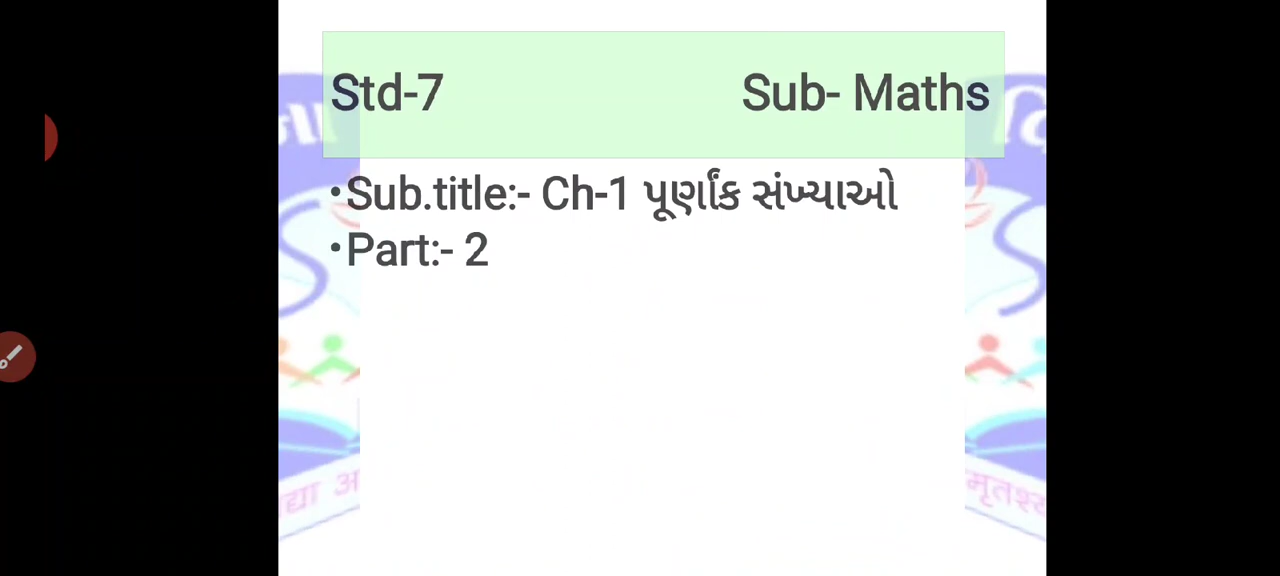 Std-7 Sub- Maths
•Sub.title:- Ch-1 પૂર્ણાંક સંખ્યાઓ
•Part:- 2